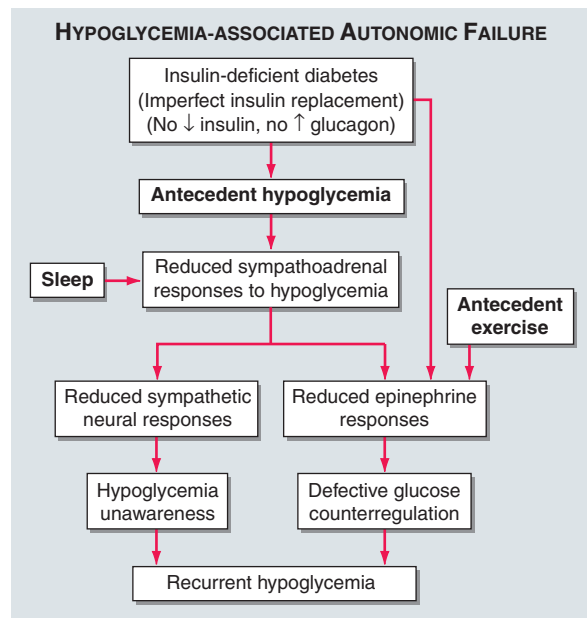 HYPOGLYCEMIA-ASSOCIATED AUTONOMIC FAILURE
Insulin-deficient diabetes
(Imperfect insulin replacement)
(No ↓ insulin, no ↑ glucagon)
Antecedent hypoglycemia
Sleep
Reduced sympathoadrenal
responses to hypoglycemia
Antecedent
exercise
Reduced sympathetic
neural responses
Reduced epinephrine
responses
Hypoglycemia
unawareness
Defective glucose
counterregulation
Recurrent hypoglycemia